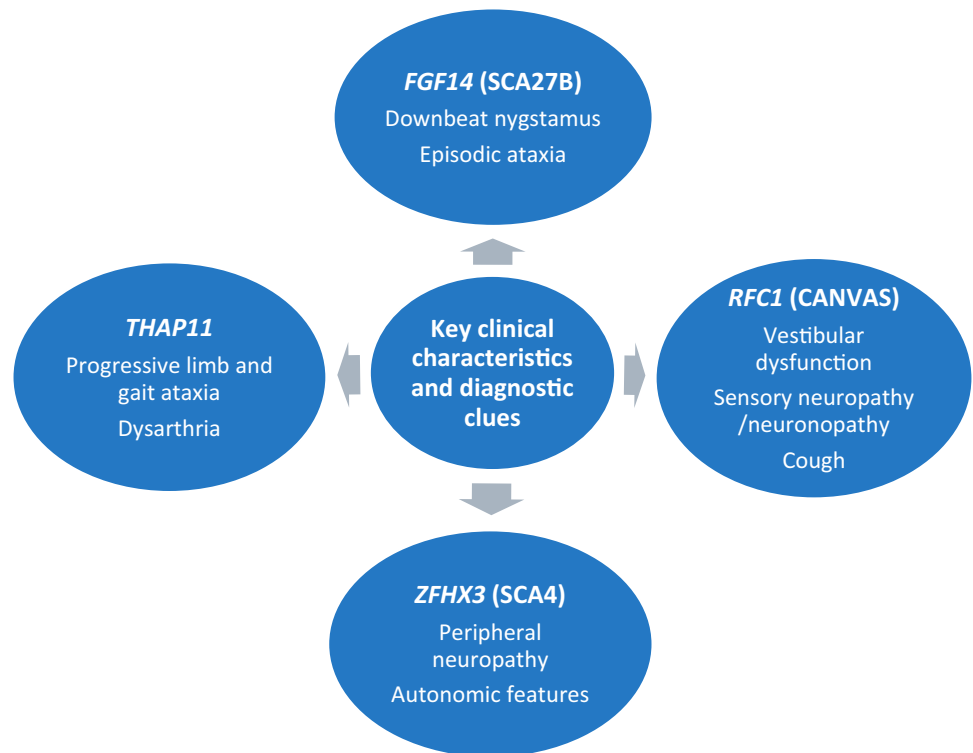 FGF14 (SCA27B)
Downbeat nygstamus
Episodic ataxia
THAP11
Progressive limb and
gait ataxia
Dysarthria
Key clinical
characteristics
and diagnostic
clues
RFC1 (CANVAS)
Vestibular
dysfunction
Sensory neuropathy
/neuronopathy
Cough
ZFHX3 (SCA4)
Peripheral
neuropathy
Autonomic features